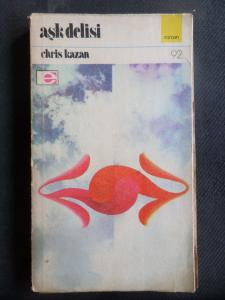 aşk delisi
roman
chris kazan
92
e